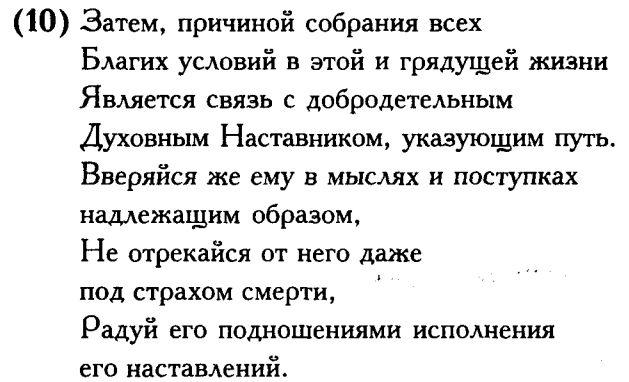 (10) Затем, причиной собрания всех
Благих условий в этой и грядущей жизни
Является связь с добродетельным
Духовным Наставником, указующим путь.
Вверяйся же ему в мыслях и поступках
надлежащим образом,
Не отрекайся от него даже
под страхом смерти,
Радуй его подношениями исполнения
его наставлений.